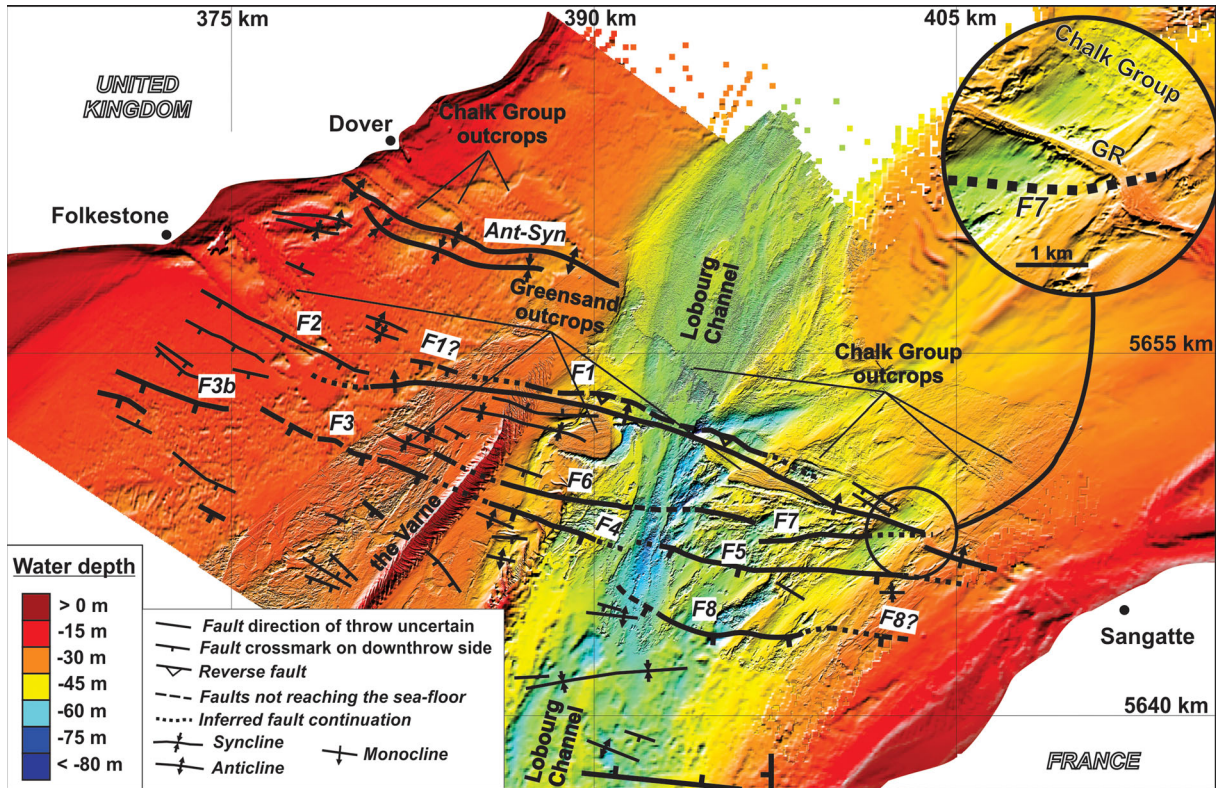 375 km
390 km
405 km
UNITED
KINGDOM
Chalk Group
GR
F7
1 km
Dover
Chalk Group
outcrops
Folkestone
Ant-Syn
Greensand
outcrops
Lobourg
Channel
F2
F1?
F1
5655 km
Chalk Group
outcrops
F3b
F3
F6
F7
F4
F5
the Varne
F8
F8?
Sangatte
5640 km
Lobourg
Channel
FRANCE
Water depth
> 0 m
-15 m
-30 m
-45 m
-60 m
-75 m
< -80 m
Fault direction of throw uncertain
Fault crossmark on downthrow side
Reverse fault
Faults not reaching the sea-floor
Inferred fault continuation
Syncline
Monocline
Anticline